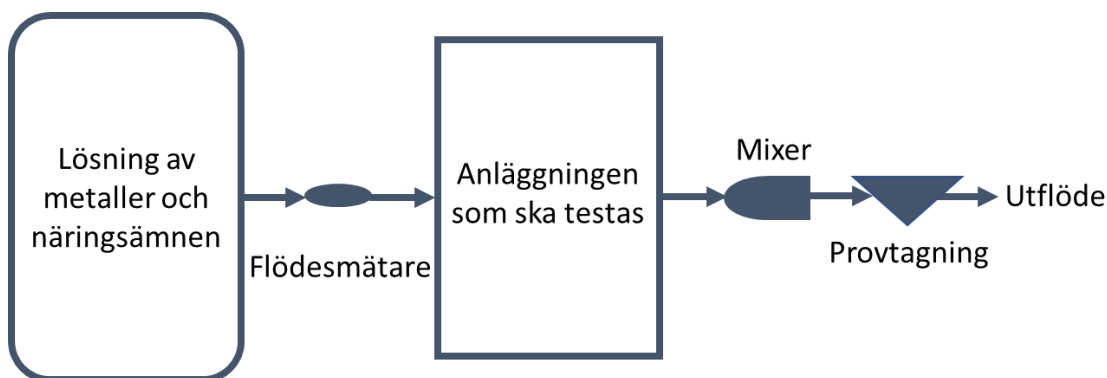 Lösning av
metaller och
näringsämnen
Flödesmätare
Anläggningen
som ska testas
Mixer
Provtagning
Utflöde